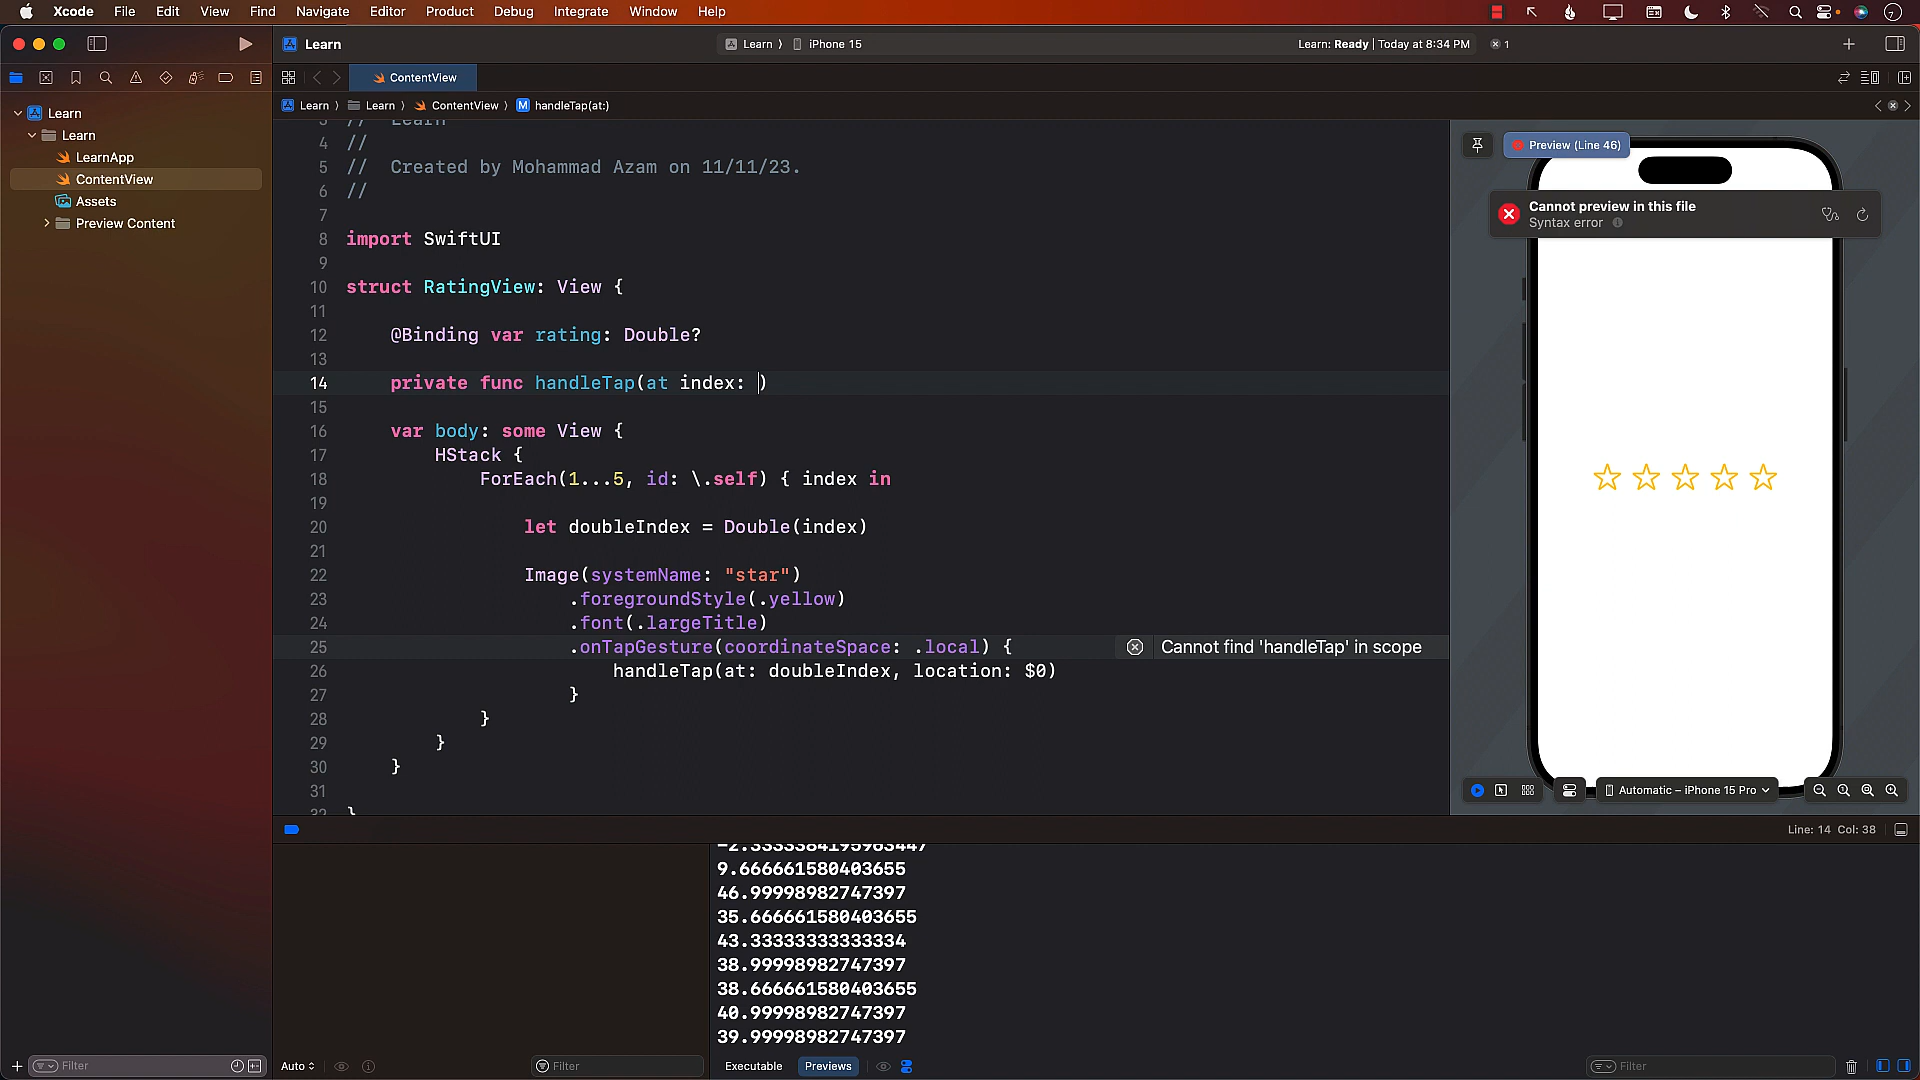 Xcode File Edit View Find Navigate Editor Product Debug Integrate Window Help
Learn
Learn iPhone 15
Learn: Ready | Today at 8:34 PM
1
ContentView
Learn Learn ContentView M handleTap(at:)
Learn
Learn
LearnApp
ContentView
Assets
Preview Content
3 // Learn
4 //
5 // Created by Mohammad Azam on 11/11/23.
6 //
7
8 import SwiftUI
9
10 struct RatingView: View {
11
12 @Binding var rating: Double?
13
14 private func handleTap(at index: )
15
16 var body: some View {
17 HStack {
18 ForEach(1...5, id: \.self) { index in
19
20 let doubleIndex = Double(index)
21
22 Image(systemName: "star")
23 .foregroundStyle(.yellow)
24 .font(.largeTitle)
25 .onTapGesture(coordinateSpace: .local) {
Cannot find 'handleTap' in scope
26 handleTap(at: doubleIndex, location: $0)
27 }
28 }
29 }
30 }
31
32 }
Preview (Line 46)
Cannot preview in this file
Syntax error
Automatic – iPhone 15 Pro
Line: 14 Col: 38
-2.3333384195963447
9.666661580403655
46.99998982747397
35.666661580403655
43.33333333333334
38.99998982747397
38.666661580403655
40.99998982747397
39.99998982747397
Filter
Auto
Filter
Executable Previews
Filter